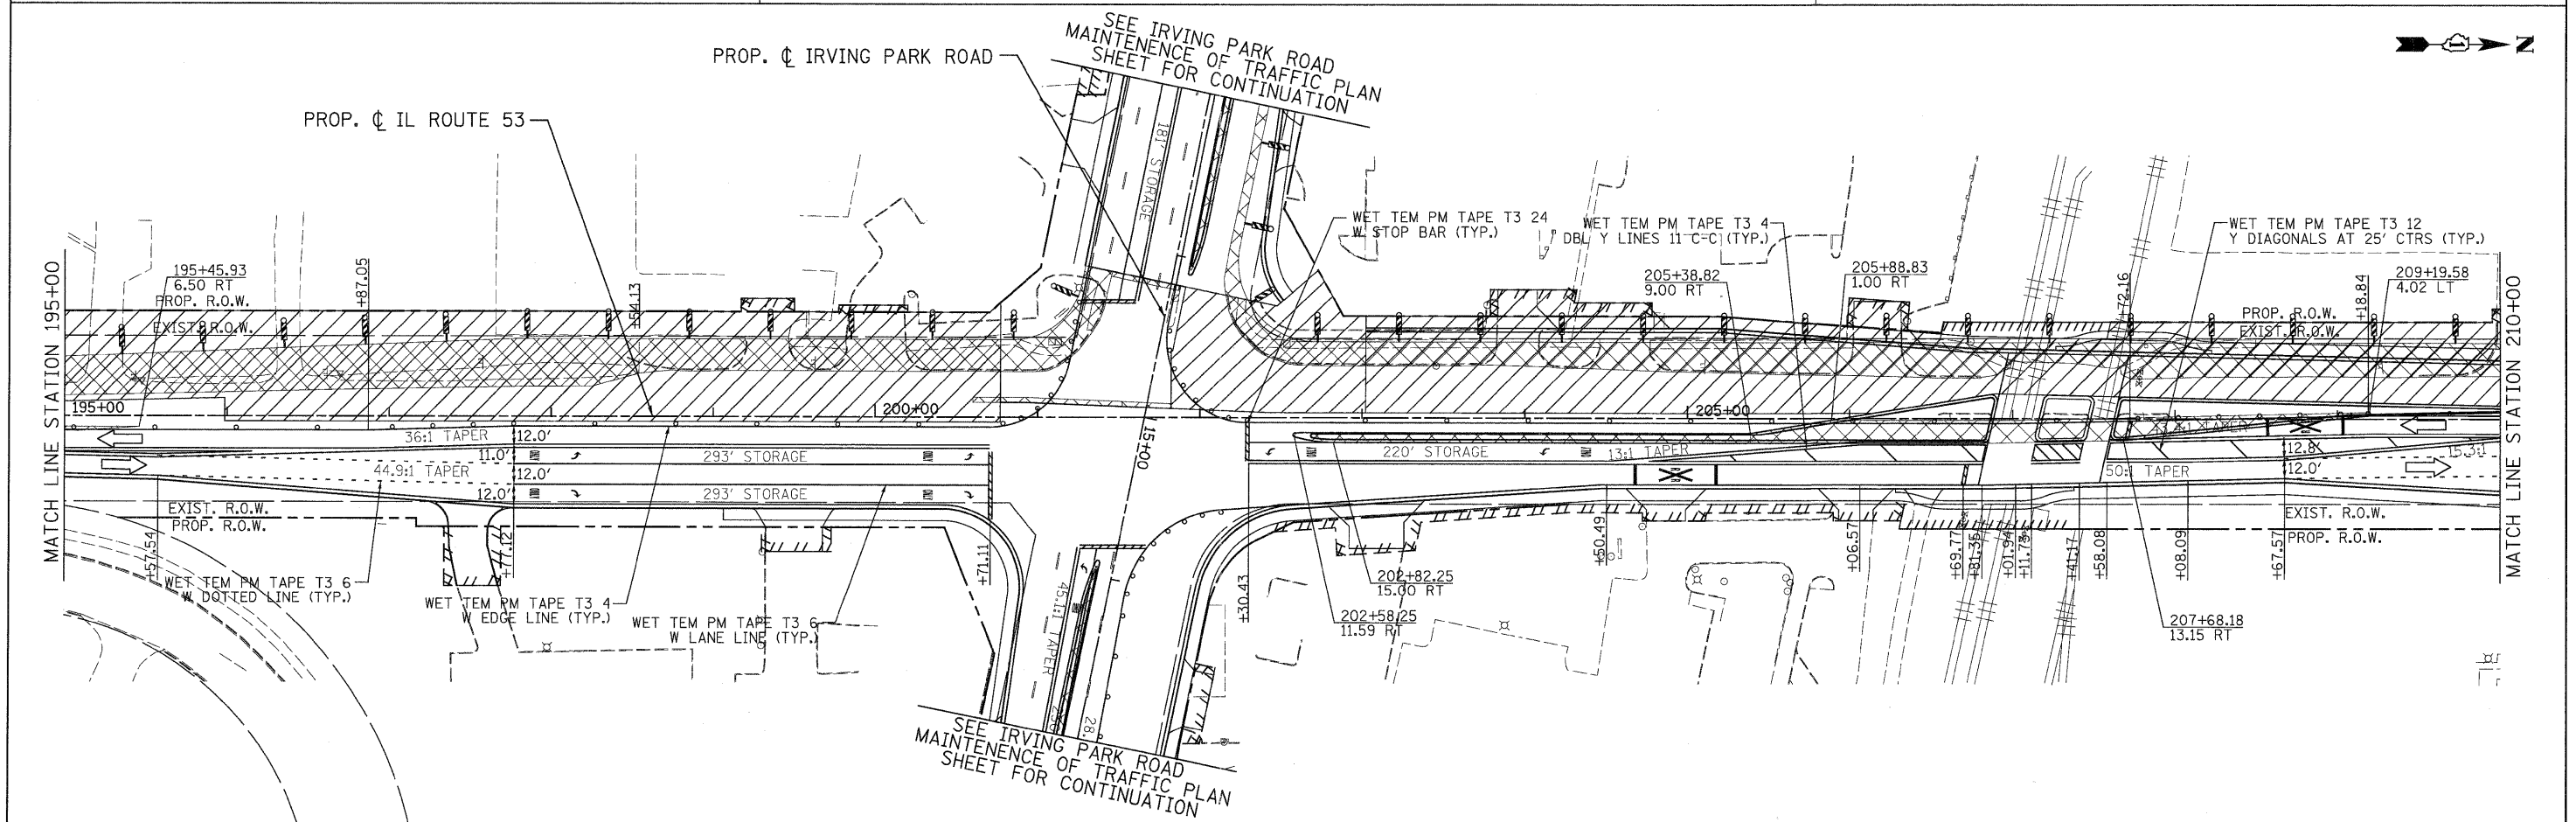 SEE IRVING PARK ROAD
MAINTENENCE OF TRAFFIC PLAN
SHEET FOR CONTINUATION
PROP. ℄ IRVING PARK ROAD
N
PROP. ℄ IL ROUTE 53
181' STORAGE
WET TEM PM TAPE T3 24
W STOP BAR (TYP.)
WET TEM PM TAPE T3 4
DBL Y LINES 11 C-C (TYP.)
WET TEM PM TAPE T3 12
Y DIAGONALS AT 25' CTRS (TYP.)
MATCH LINE STATION 195+00
195+45.93
6.50 RT
PROP. R.O.W.
EXIST. R.O.W.
+87.05
+54.13
205+38.82
9.00 RT
205+88.83
1.00 RT
+72.16
PROP. R.O.W.
EXIST. R.O.W.
+18.84
209+19.58
4.02 LT
MATCH LINE STATION 210+00
195+00
200+00
205+00
15+00
36:1 TAPER
12.0'
11.0'
293' STORAGE
44.9:1 TAPER
12.0'
12.0'
293' STORAGE
220' STORAGE
13:1 TAPER
50:1 TAPER
12.8'
12.0'
15.3:1
EXIST. R.O.W.
PROP. R.O.W.
EXIST. R.O.W.
PROP. R.O.W.
+57.54
+77.12
+71.11
+30.43
+50.49
+06.57
+69.77
+81.35
+01.94
+11.73
+41.17
+58.08
+08.09
+67.57
WET TEM PM TAPE T3 6
W DOTTED LINE (TYP.)
WET TEM PM TAPE T3 4
W EDGE LINE (TYP.)
WET TEM PM TAPE T3 6
W LANE LINE (TYP.)
45.1:1 TAPER
202+82.25
15.00 RT
202+58.25
11.59 RT
207+68.18
13.15 RT
SEE IRVING PARK ROAD
MAINTENENCE OF TRAFFIC PLAN
SHEET FOR CONTINUATION